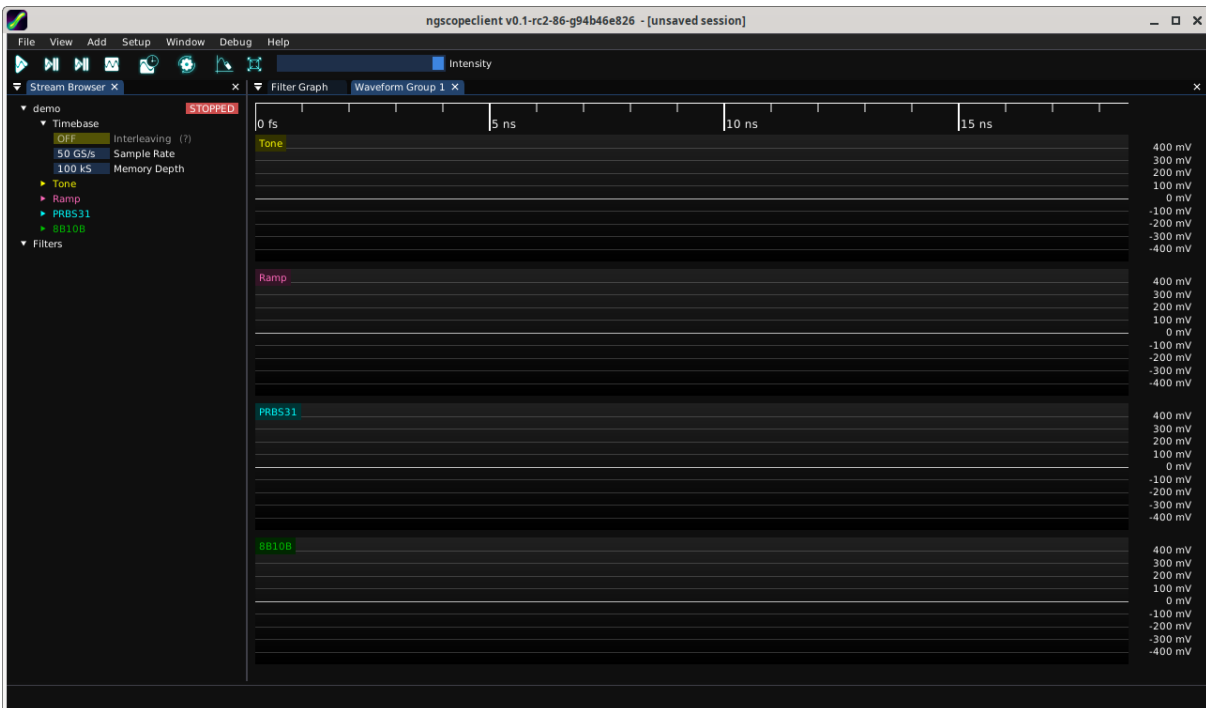 ngscopeclient v0.1-rc2-86-g94b46e826 - [unsaved session]
File View Add Setup Window Debug Help
Intensity
Stream Browser
Filter Graph Waveform Group 1
demo STOPPED
Timebase
OFF Interleaving (?)
50 GS/s Sample Rate
100 kS Memory Depth
Tone
Ramp
PRBS31
8B10B
Filters
0 fs 5 ns 10 ns 15 ns
Tone
400 mV
300 mV
200 mV
100 mV
0 mV
-100 mV
-200 mV
-300 mV
-400 mV
Ramp
400 mV
300 mV
200 mV
100 mV
0 mV
-100 mV
-200 mV
-300 mV
-400 mV
PRBS31
400 mV
300 mV
200 mV
100 mV
0 mV
-100 mV
-200 mV
-300 mV
-400 mV
8B10B
400 mV
300 mV
200 mV
100 mV
0 mV
-100 mV
-200 mV
-300 mV
-400 mV